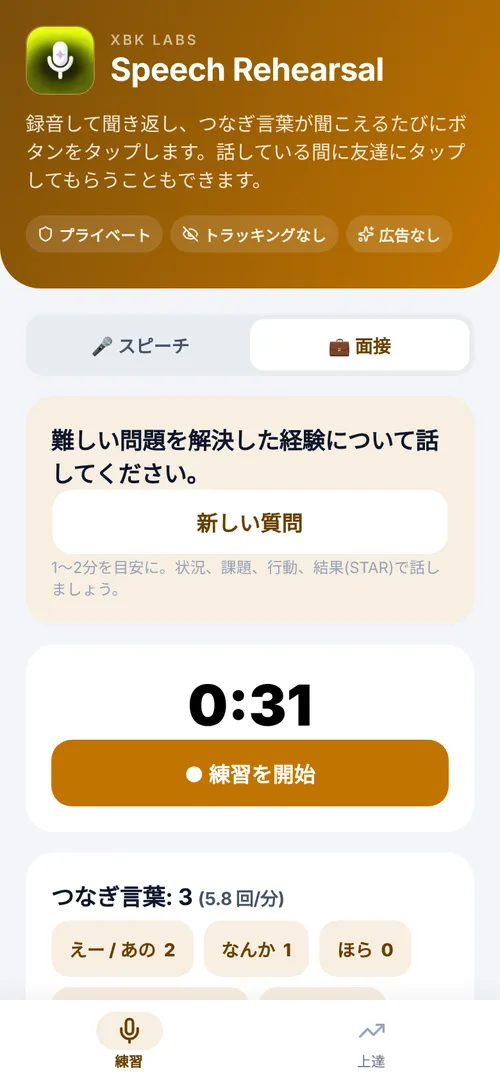 XBK LABS
Speech Rehearsal
録音して聞き返し、つなぎ言葉が聞こえるたびにボ
タンをタップします。話している間に友達にタップ
してもらうこともできます。
プライベート トラッキングなし 広告なし
スピーチ 面接
難しい問題を解決した経験について話
してください。
新しい質問
1〜2分を目安に。状況、課題、行動、結果(STAR)で話し
ましょう。
0:31
練習を開始
つなぎ言葉: 3 (5.8 回/分)
えー / あの 2 なんか 1 ほら 0
練習 上達